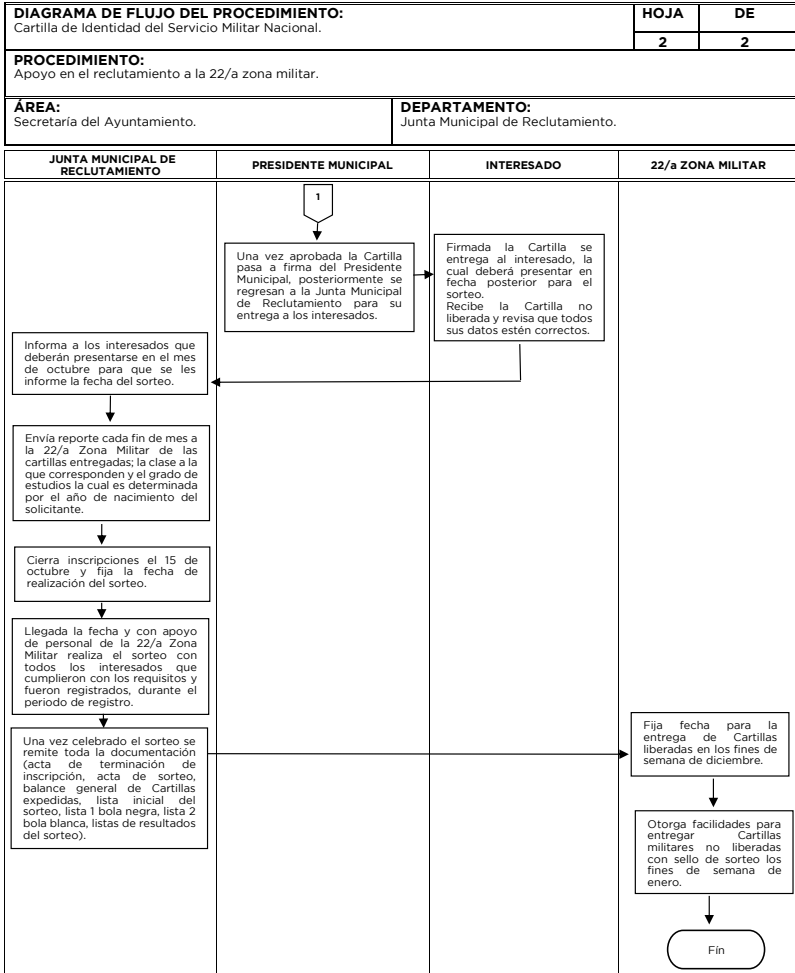 DIAGRAMA DE FLUJO DEL PROCEDIMIENTO:
Cartilla de Identidad del Servicio Militar Nacional.
HOJA
DE
2
2
PROCEDIMIENTO:
Apoyo en el reclutamiento a la 22/a zona militar.
ÁREA:
Secretaría del Ayuntamiento.
DEPARTAMENTO:
Junta Municipal de Reclutamiento.
JUNTA MUNICIPAL DE
RECLUTAMIENTO
PRESIDENTE MUNICIPAL
INTERESADO
22/a ZONA MILITAR
1
Una vez aprobada la Cartilla
pasa a firma del Presidente
Municipal, posteriormente se
regresan a la Junta Municipal
de Reclutamiento para su
entrega a los interesados.
Firmada la Cartilla se
entrega al interesado, la
cual deberá presentar en
fecha posterior para el
sorteo.
Recibe la Cartilla no
liberada y revisa que todos
sus datos estén correctos.
Informa a los interesados que
deberán presentarse en el mes
de octubre para que se les
informe la fecha del sorteo.
Envía reporte cada fin de mes a
la 22/a Zona Militar de las
cartillas entregadas; la clase a la
que corresponden y el grado de
estudios la cual es determinada
por el año de nacimiento del
solicitante.
Cierra inscripciones el 15 de
octubre y fija la fecha de
realización del sorteo.
Llegada la fecha y con apoyo
de personal de la 22/a Zona
Militar realiza el sorteo con
todos los interesados que
cumplieron con los requisitos y
fueron registrados, durante el
periodo de registro.
Una vez celebrado el sorteo se
remite toda la documentación
(acta de terminación de
inscripción, acta de sorteo,
balance general de Cartillas
expedidas, lista inicial del
sorteo, lista 1 bola negra, lista 2
bola blanca, listas de resultados
del sorteo).
Fija fecha para la
entrega de Cartillas
liberadas en los fines de
semana de diciembre.
Otorga facilidades para
entregar Cartillas
militares no liberadas
con sello de sorteo los
fines de semana de
enero.
Fín